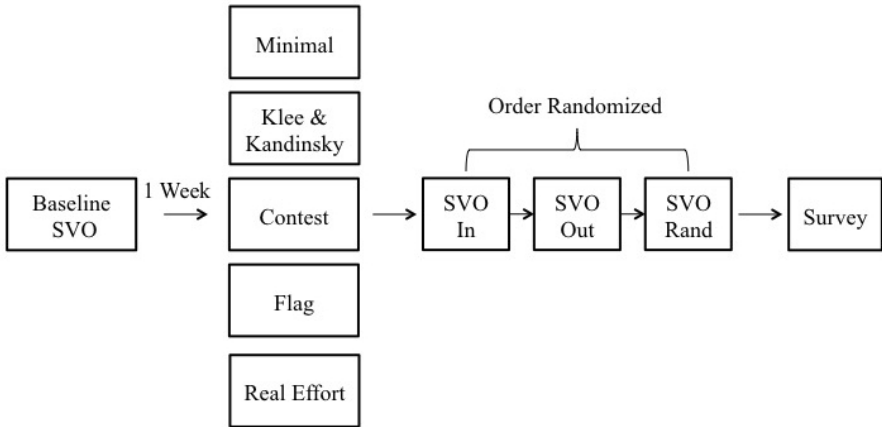 Baseline
SVO
1 Week
Minimal
Klee &
Kandinsky
Contest
Flag
Real Effort
Order Randomized
SVO
In
SVO
Out
SVO
Rand
Survey